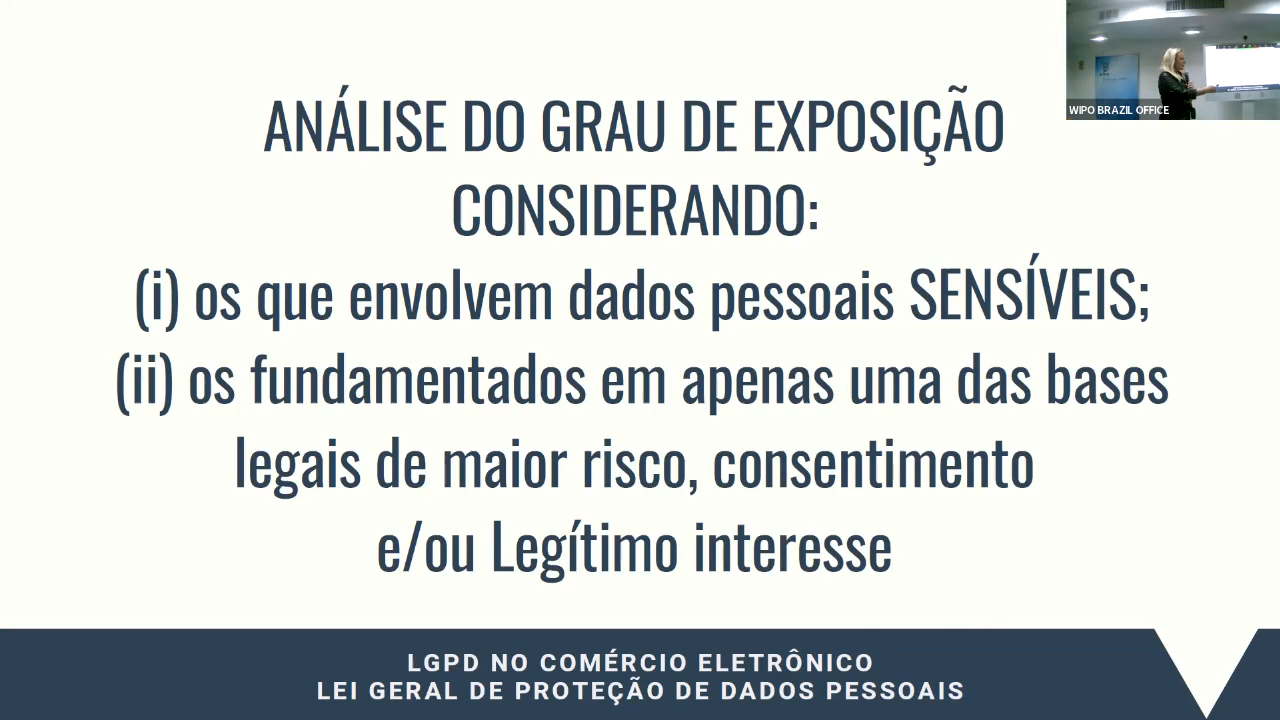 WIPO BRAZIL OFFICE
ANÁLISE DO GRAU DE EXPOSIÇÃO
CONSIDERANDO:
(i) os que envolvem dados pessoais SENSÍVEIS;
(ii) os fundamentados em apenas uma das bases
legais de maior risco, consentimento
e/ou Legítimo interesse
LGPD NO COMÉRCIO ELETRÔNICO
LEI GERAL DE PROTEÇÃO DE DADOS PESSOAIS